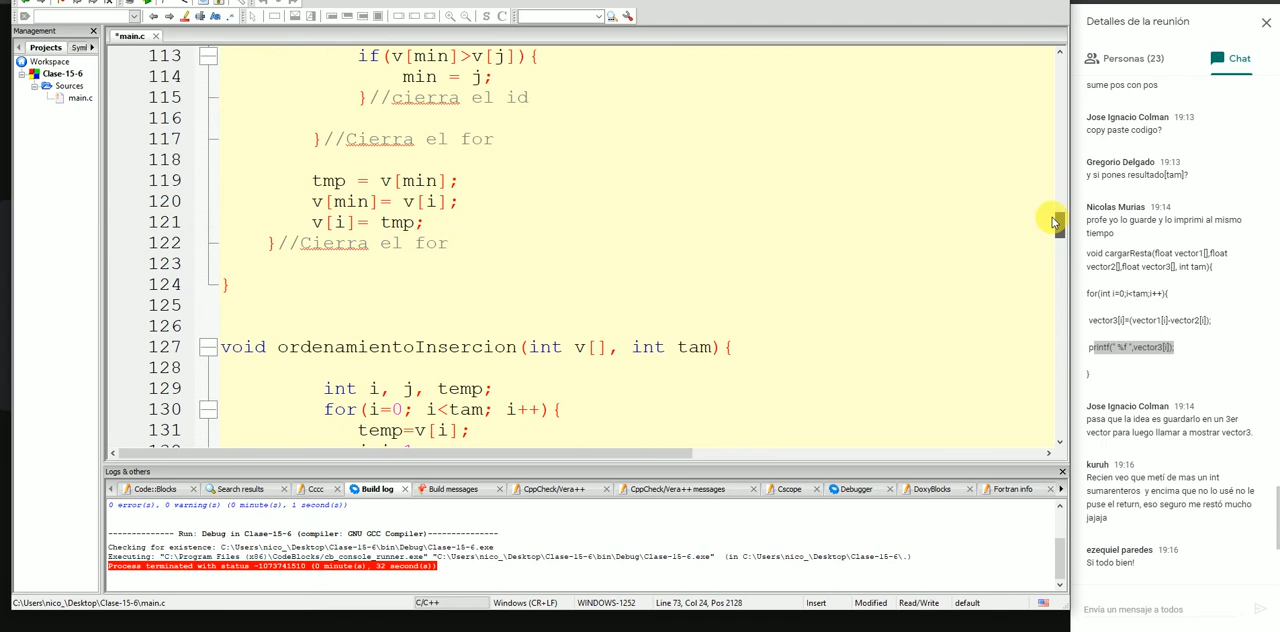 Management
Projects
Symb
Workspace
Clase-15-6
Sources
main.c
*main.c
113 if(v[min]>v[j]){
114 min = j;
115 }//cierra el id
116
117 }//Cierra el for
118
119 tmp = v[min];
120 v[min]= v[i];
121 v[i]= tmp;
122 }//Cierra el for
123
124 }
125
126
127 void ordenamientoInsercion(int v[], int tam){
128
129 int i, j, temp;
130 for(i=0; i<tam; i++){
131 temp=v[i];
Logs & others
Code::Blocks
Search results
Cccc
Build log
Build messages
CppCheck/Vera++
CppCheck/Vera++ messages
Cscope
Debugger
DoxyBlocks
Fortran info
0 error(s), 0 warning(s) (0 minute(s), 1 second(s))
-------------- Run: Debug in Clase-15-6 (compiler: GNU GCC Compiler)---------------
Checking for existence: C:\Users\nico_\Desktop\Clase-15-6\bin\Debug\Clase-15-6.exe
Executing: "C:\Program Files (x86)\CodeBlocks/cb_console_runner.exe" "C:\Users\nico_\Desktop\Clase-15-6\bin\Debug\Clase-15-6.exe" (in C:\Users\nico_\Desktop\Clase-15-6\.)
Process terminated with status -1073741510 (0 minute(s), 32 second(s))
C:\Users\nico_\Desktop\Clase-15-6\main.c
C/C++
Windows (CR+LF)
WINDOWS-1252
Line 73, Col 24, Pos 2128
Insert
Modified
Read/Write
default
Detalles de la reunión
Personas (23)
Chat
sume pos con pos
Jose Ignacio Colman 19:13
copy paste codigo?
Gregorio Delgado 19:13
y si pones resultado[tam]?
Nicolas Murias 19:14
profe yo lo guarde y lo imprimi al mismo
tiempo
void cargarResta(float vector1[],float
vector2[],float vector3[], int tam){
for(int i=0;i<tam;i++){
vector3[i]=(vector1[i]-vector2[i]);
printf(" %f ",vector3[i]);
}
Jose Ignacio Colman 19:14
pasa que la idea es guardarlo en un 3er
vector para luego llamar a mostrar vector3.
kuruh 19:16
Recien veo que metí de mas un int
sumarenteros y encima que no lo usé no le
puse el return, eso seguro me restó mucho
jajaja
ezequiel paredes 19:16
Si todo bien!
Envía un mensaje a todos